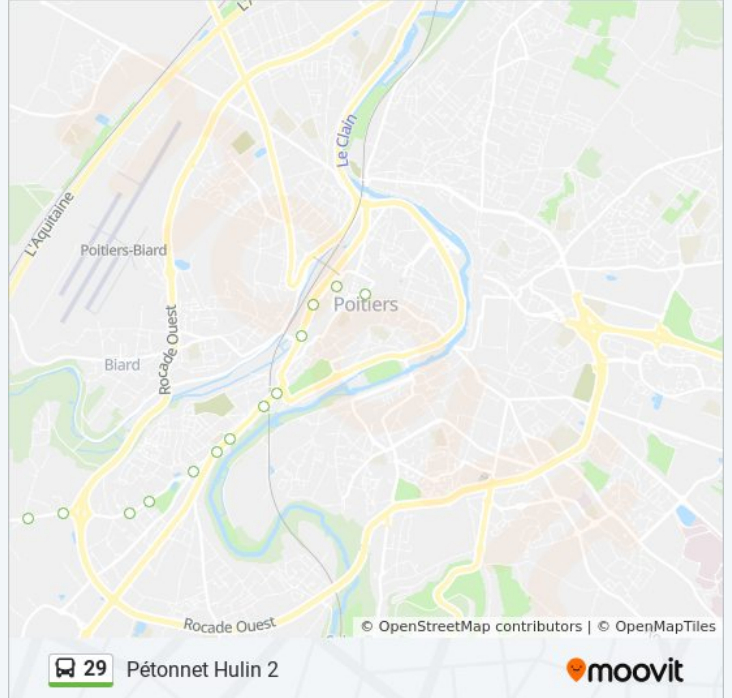 L'Aquitaine
Le Clain
Poitiers-Biard
Poitiers
Rocade Ouest
Biard
Rocade Ouest
© OpenStreetMap contributors | © OpenMapTiles
29 Pétonnet Hulin 2
moovit